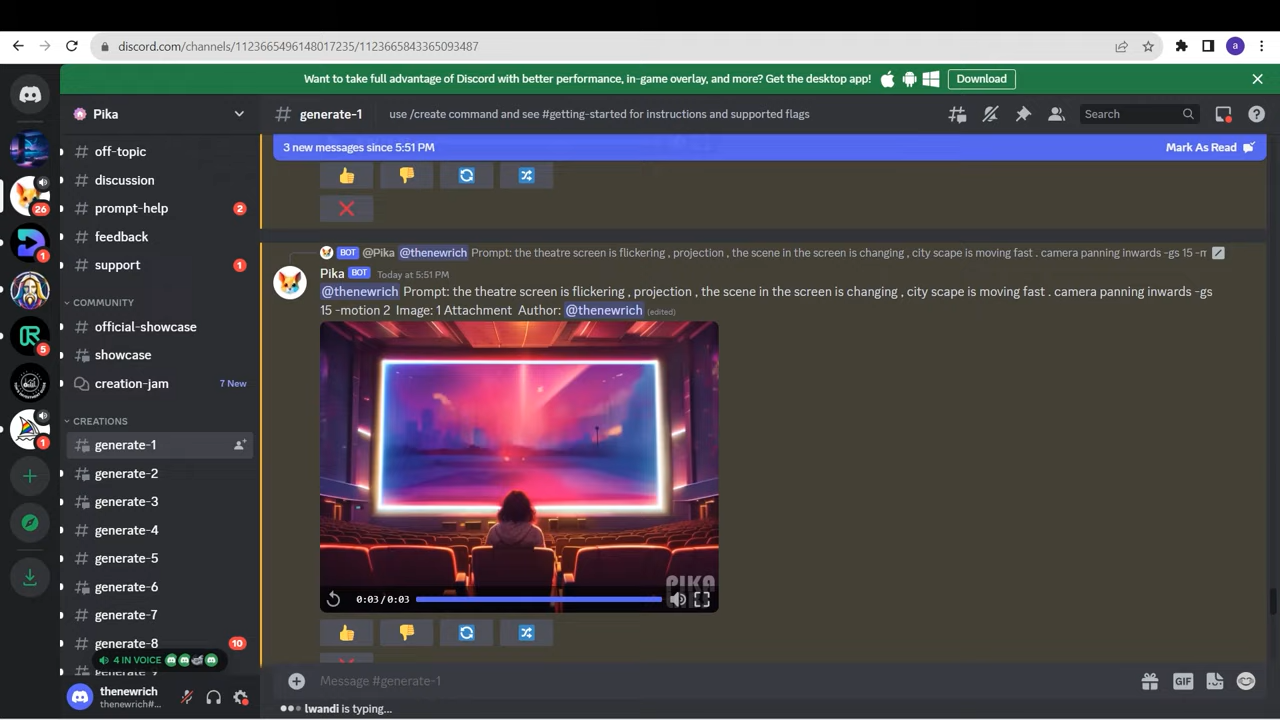 discord.com/channels/1123665496148017235/1123665843365093487
a
Want to take full advantage of Discord with better performance, in-game overlay, and more? Get the desktop app!
Download
Pika
generate-1
use /create command and see #getting-started for instructions and supported flags
Search
off-topic
discussion
prompt-help 2
feedback
support 1
COMMUNITY
official-showcase
showcase
creation-jam 7 New
CREATIONS
generate-1
generate-2
generate-3
generate-4
generate-5
generate-6
generate-7
generate-8 10
4 IN VOICE
thenewrich
thenewrich#...
26
1
5
1
3 new messages since 5:51 PM
Mark As Read
BOT @Pika @thenewrich Prompt: the theatre screen is flickering , projection , the scene in the screen is changing , city scape is moving fast . camera panning inwards -gs 15 -m
Pika BOT Today at 5:51 PM
@thenewrich Prompt: the theatre screen is flickering , projection , the scene in the screen is changing , city scape is moving fast . camera panning inwards -gs
15 -motion 2 Image: 1 Attachment Author: @thenewrich (edited)
PIKA
0:03/0:03
Message #generate-1
GIF
lwandi is typing...